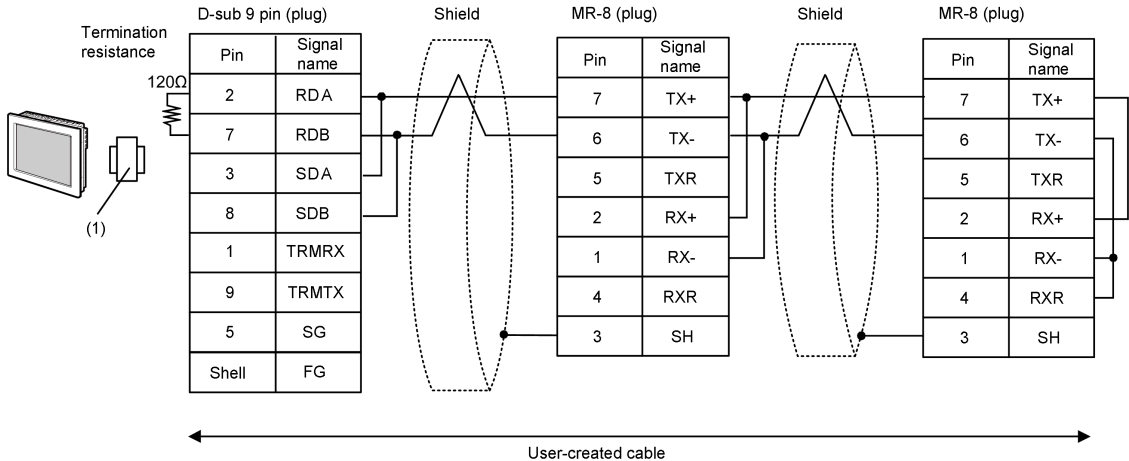 D-sub 9 pin (plug)
Shield
MR-8 (plug)
Shield
MR-8 (plug)
Termination
resistance
120Ω
(1)
Pin Signal name
2 RDA
7 RDB
3 SDA
8 SDB
1 TRMRX
9 TRMTX
5 SG
Shell FG
Pin Signal name
7 TX+
6 TX-
5 TXR
2 RX+
1 RX-
4 RXR
3 SH
Pin Signal name
7 TX+
6 TX-
5 TXR
2 RX+
1 RX-
4 RXR
3 SH
User-created cable